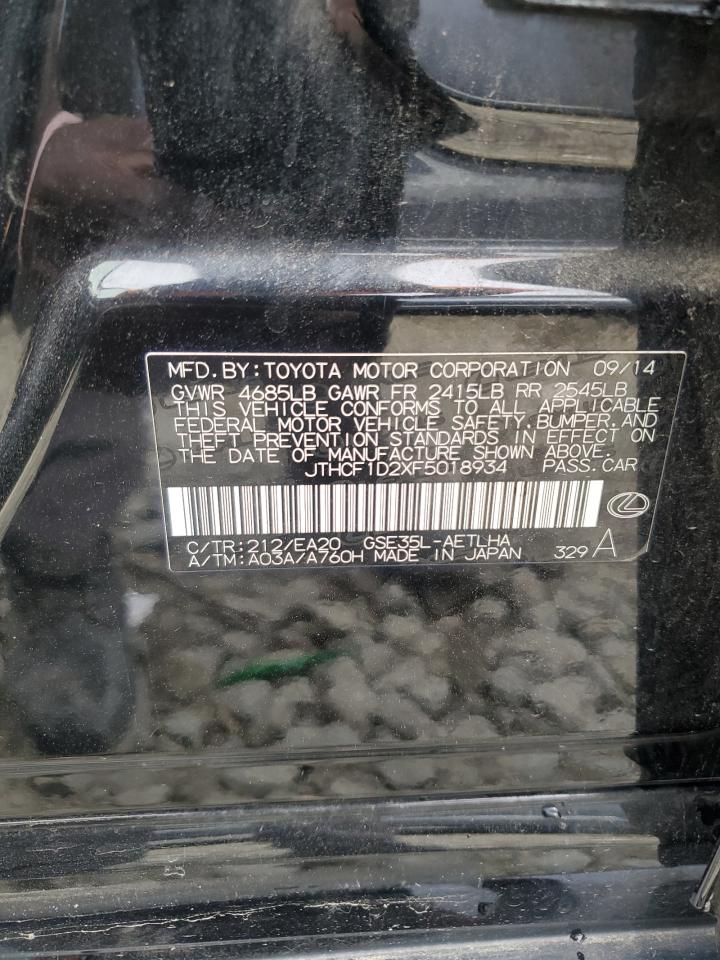 MFD. BY: TOYOTA MOTOR CORPORATION 09/14
GVWR 4685LB GAWR FR 2415LB RR 2545LB
THIS VEHICLE CONFORMS TO ALL APPLICABLE
FEDERAL MOTOR VEHICLE SAFETY, BUMPER, AND
THEFT PREVENTION STANDARDS IN EFFECT ON
THE DATE OF MANUFACTURE SHOWN ABOVE.
JTHCF1D2XF5018934 PASS. CAR
C/TR: 212/EA20 GSE35L-AETLHA
A/TM: A03A/A760H MADE IN JAPAN 329 A